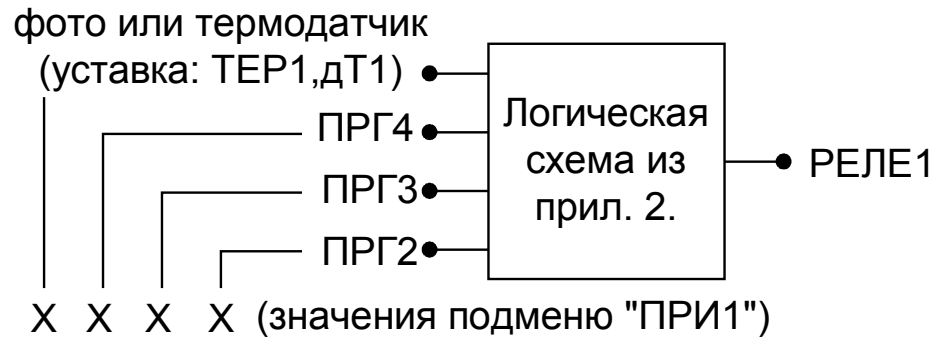 фото или термодатчик
(уставка: ТЕР1,дТ1)
ПРГ4
ПРГ3
ПРГ2
Логическая
схема из
прил. 2.
РЕЛЕ1
Х Х Х Х (значения подменю "ПРИ1")